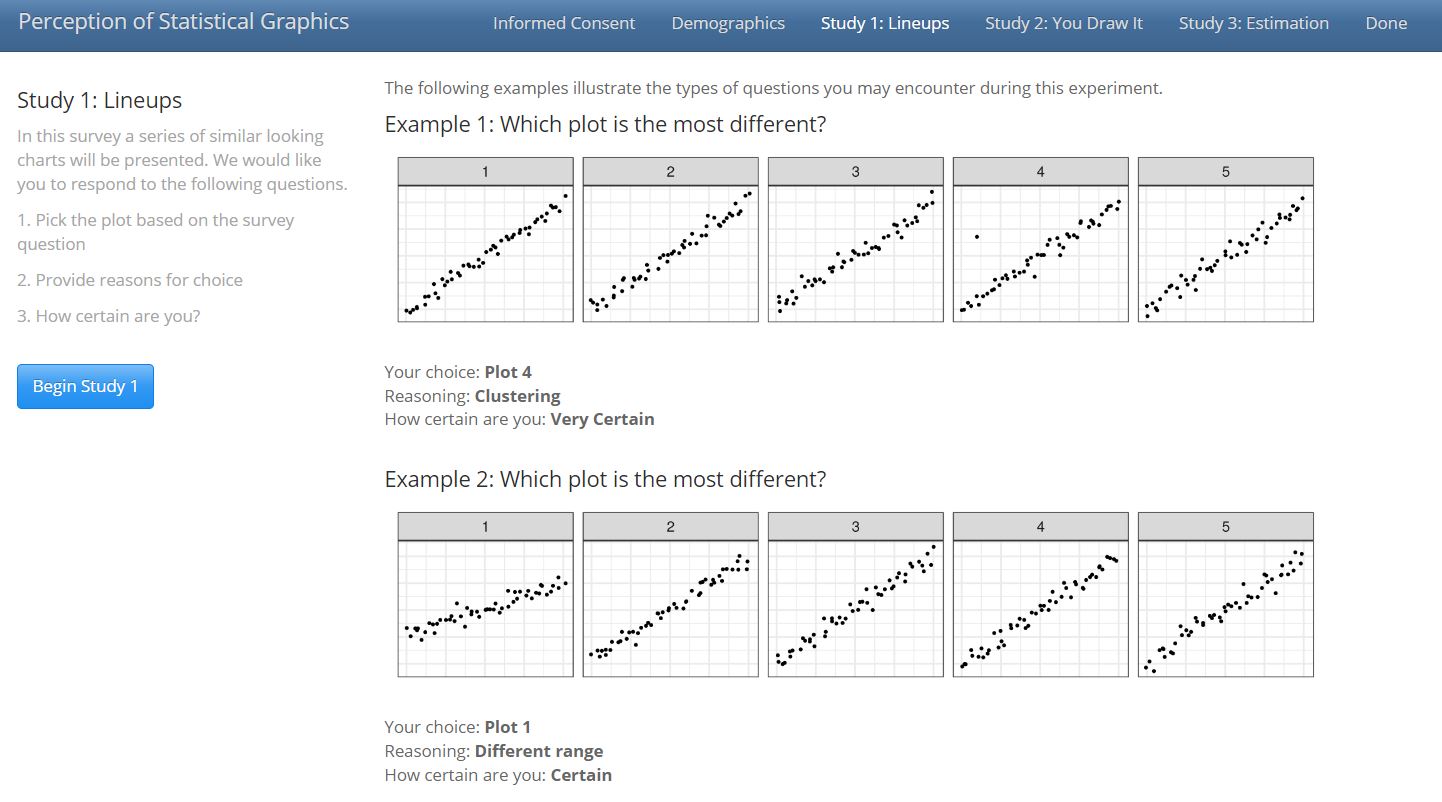 Perception of Statistical Graphics
Informed Consent
Demographics
Study 1: Lineups
Study 2: You Draw It
Study 3: Estimation
Done
Study 1: Lineups
In this survey a series of similar looking
charts will be presented. We would like
you to respond to the following questions.
1. Pick the plot based on the survey
question
2. Provide reasons for choice
3. How certain are you?
Begin Study 1
The following examples illustrate the types of questions you may encounter during this experiment.
Example 1: Which plot is the most different?
1 2 3 4 5
Your choice: Plot 4
Reasoning: Clustering
How certain are you: Very Certain
Example 2: Which plot is the most different?
1 2 3 4 5
Your choice: Plot 1
Reasoning: Different range
How certain are you: Certain